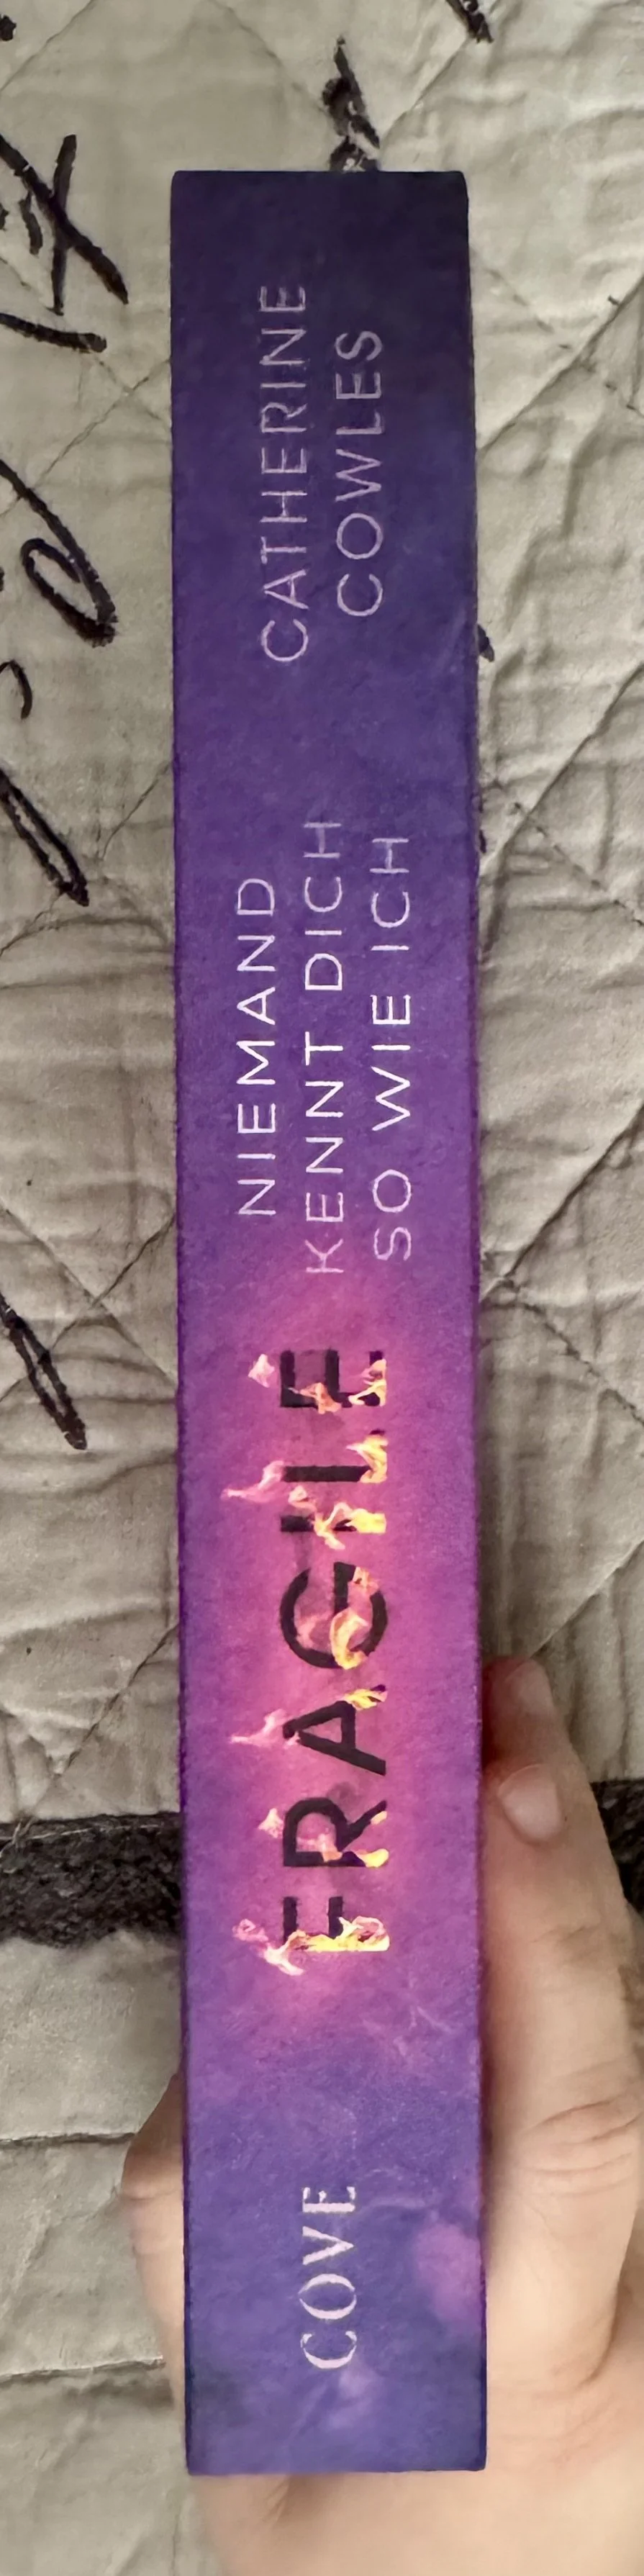 CATHERINE
COWLES
NIEMAND
KENNT DICH
SO WIE ICH
FRAGILE
COVE